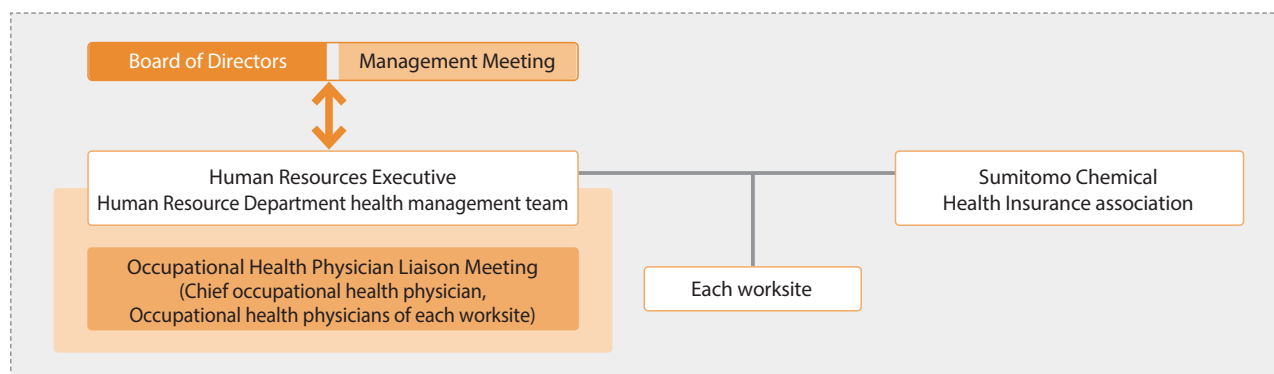 Board of Directors
Management Meeting
Human Resources Executive
Human Resource Department health management team
Sumitomo Chemical
Health Insurance association
Occupational Health Physician Liaison Meeting
(Chief occupational health physician,
Occupational health physicians of each worksite)
Each worksite